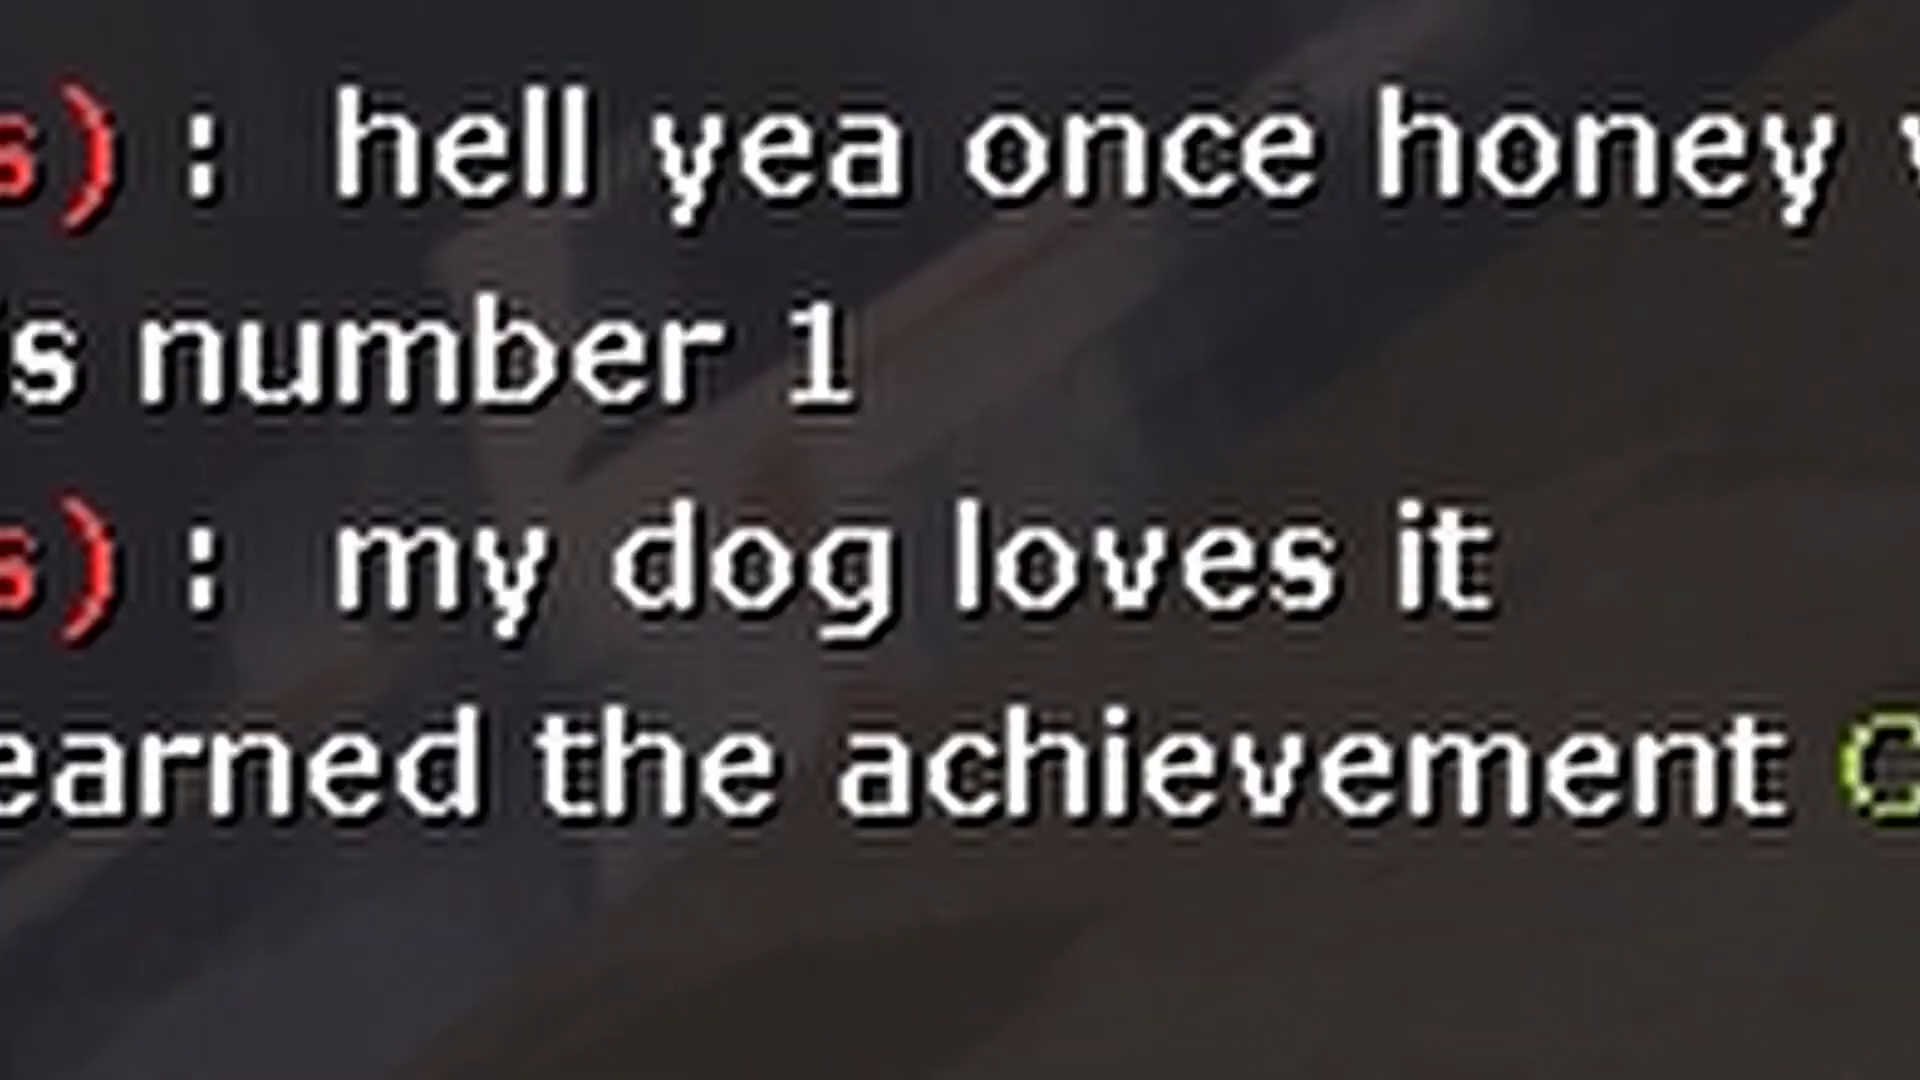 s) : hell yea once honey
s number 1
s) : my dog loves it
earned the achievement